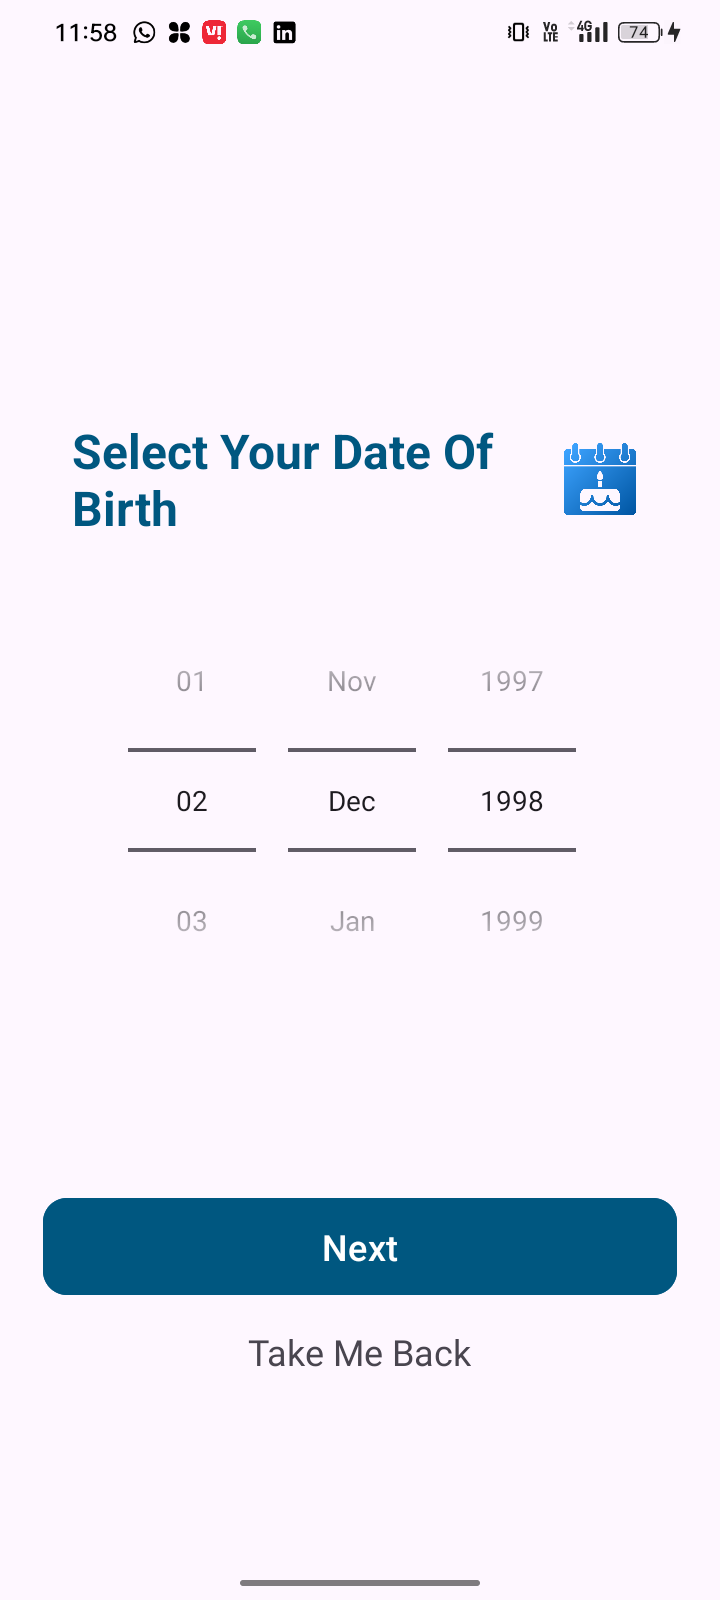 11:58 Vo LTE 4G 74
Select Your Date Of
Birth
01 Nov 1997
02 Dec 1998
03 Jan 1999
Next
Take Me Back